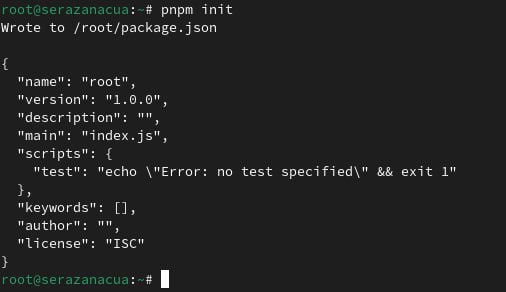 root@serazanacua:~# pnpm init
Wrote to /root/package.json

{
  "name": "root",
  "version": "1.0.0",
  "description": "",
  "main": "index.js",
  "scripts": {
    "test": "echo \"Error: no test specified\" && exit 1"
  },
  "keywords": [],
  "author": "",
  "license": "ISC"
}
root@serazanacua:~#